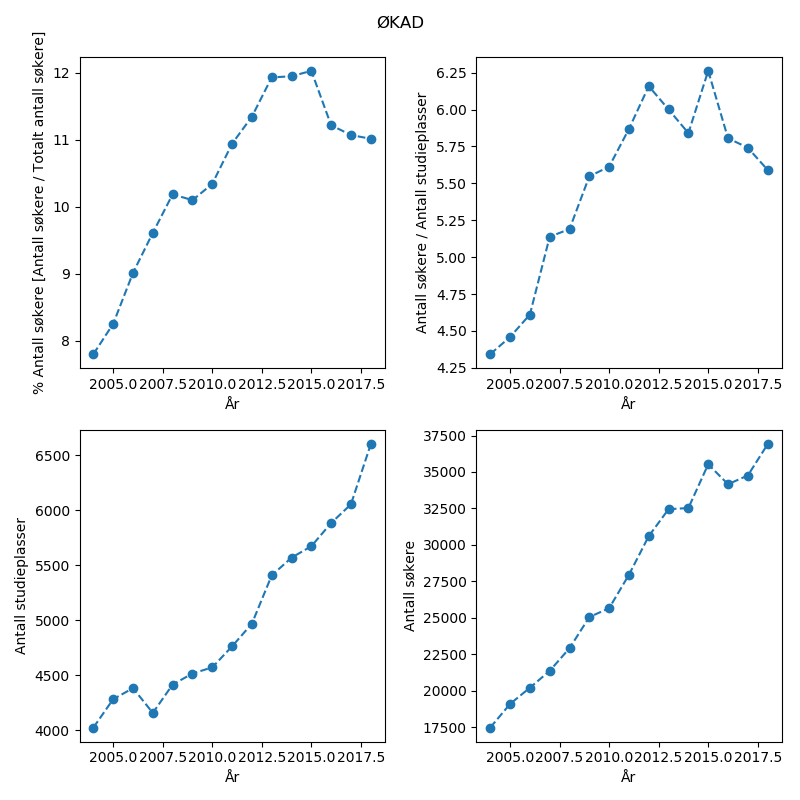 ØKAD
% Antall søkere [Antall søkere / Totalt antall søkere]
12
11
10
9
8
2005.0 2007.5 2010.0 2012.5 2015.0 2017.5
År
Antall søkere / Antall studieplasser
6.25
6.00
5.75
5.50
5.25
5.00
4.75
4.50
4.25
2005.0 2007.5 2010.0 2012.5 2015.0 2017.5
År
Antall studieplasser
6500
6000
5500
5000
4500
4000
2005.0 2007.5 2010.0 2012.5 2015.0 2017.5
År
Antall søkere
37500
35000
32500
30000
27500
25000
22500
20000
17500
2005.0 2007.5 2010.0 2012.5 2015.0 2017.5
År